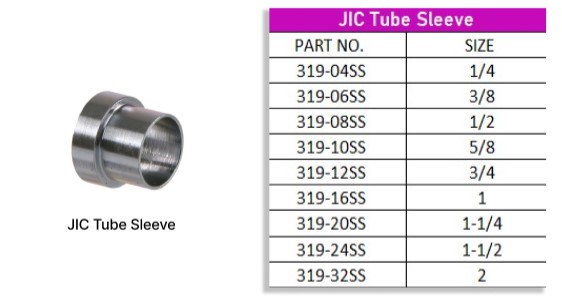 JIC Tube Sleeve
PART NO. SIZE
319-04SS 1/4
319-06SS 3/8
319-08SS 1/2
319-10SS 5/8
319-12SS 3/4
319-16SS 1
319-20SS 1-1/4
319-24SS 1-1/2
319-32SS 2
JIC Tube Sleeve